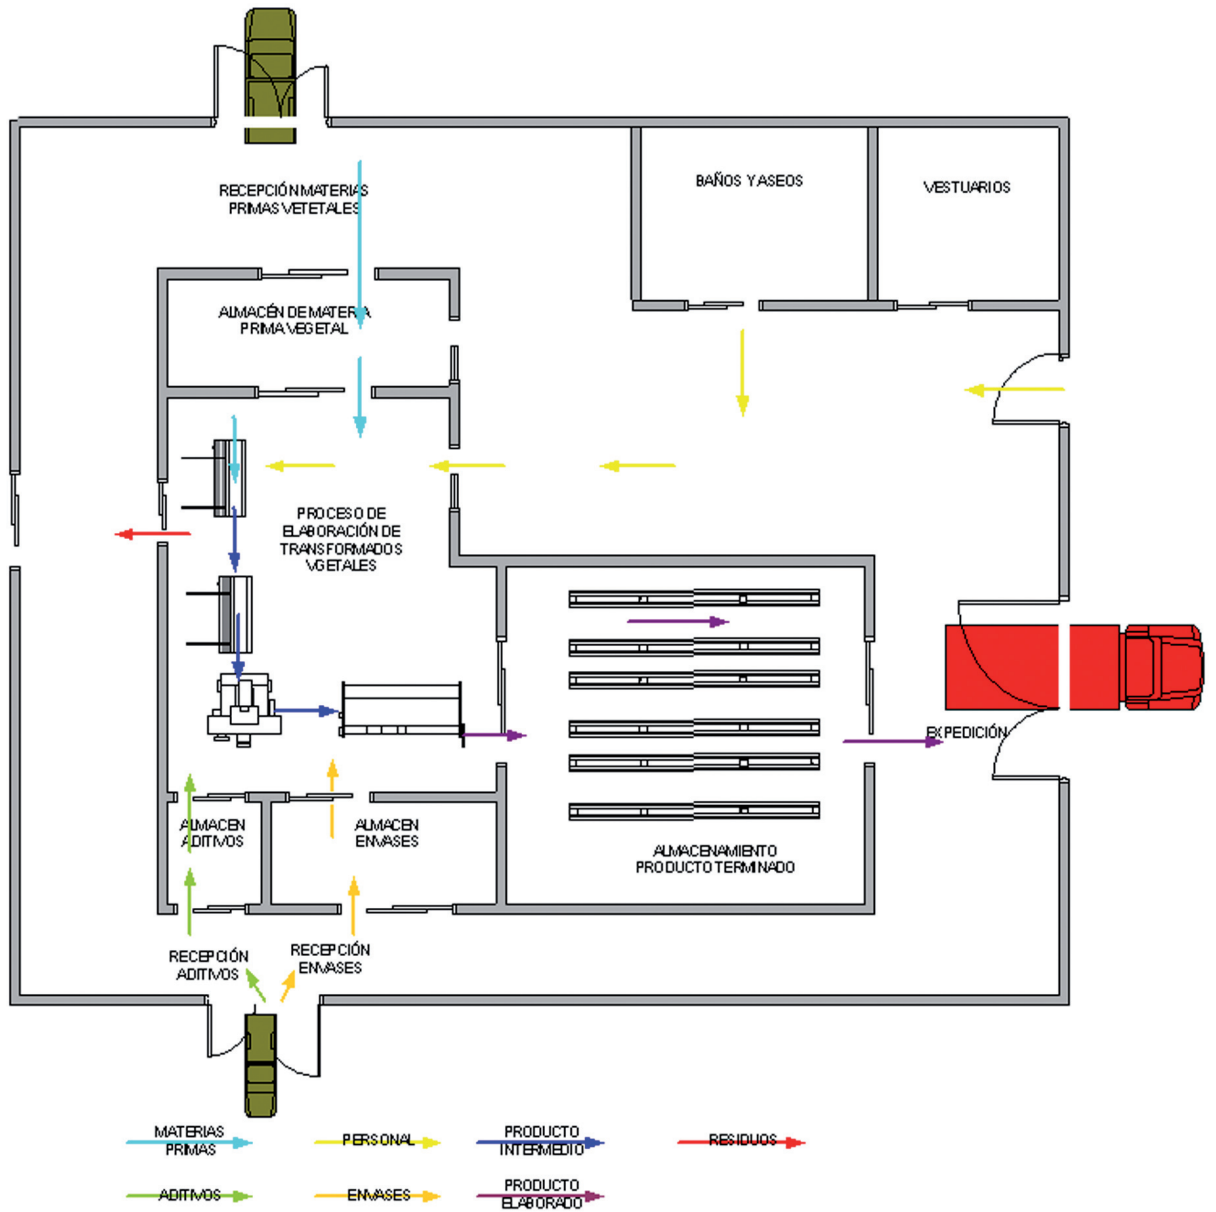 RECEPCIÓN MATERIAS
PRIMAS VETETALES
BAÑOS Y ASEOS
VESTUARIOS
ALMACÉN DE MATERIA
PRIMA VEGETAL
PROCESO DE
ELABORACIÓN DE
TRANSFORMADOS
VGETALES
EXPEDICIÓN
ALMACEN
ADITIVOS
ALMACEN
ENVASES
ALMACENAMIENTO
PRODUCTO TERMINADO
RECEPCIÓN
ADITIVOS
RECEPCIÓN
ENVASES
MATERIAS
PRIMAS
PERSONAL
PRODUCTO
INTERMEDIO
RESIDUOS
ADITIVOS
ENVASES
PRODUCTO
ELABORADO